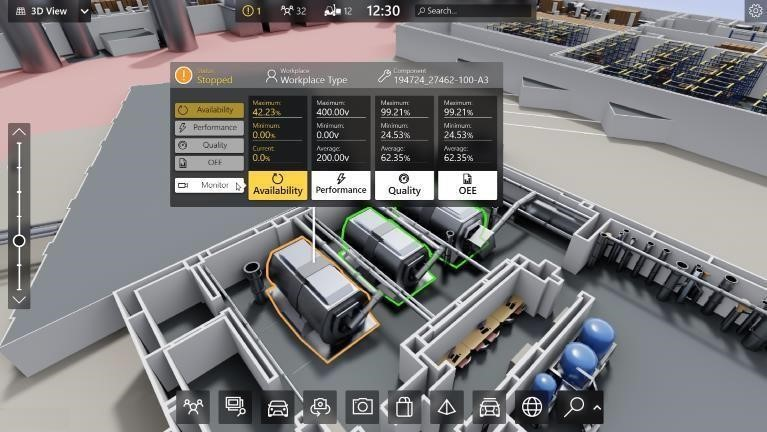 3D View
1
32
12
12:30
Search...
Status
Stopped
Workplace
Workplace Type
Component
194724_27462-100-A3
Availability
Performance
Quality
OEE
Monitor
Maximum:
42.23%
Minimum:
0.00%
Current:
0.0%
Availability
Maximum:
400.00v
Minimum:
0.00v
Average:
200.00v
Performance
Maximum:
99.21%
Minimum:
24.53%
Average:
62.35%
Quality
Maximum:
99.21%
Minimum:
24.53%
Average:
62.35%
OEE